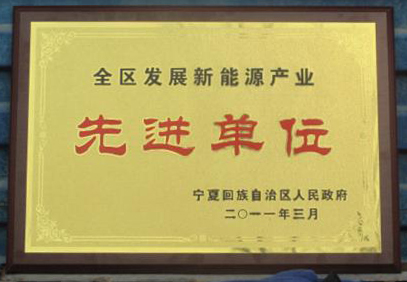 全区发展新能源产业
先进单位
宁夏回族自治区人民政府
二〇一一年三月